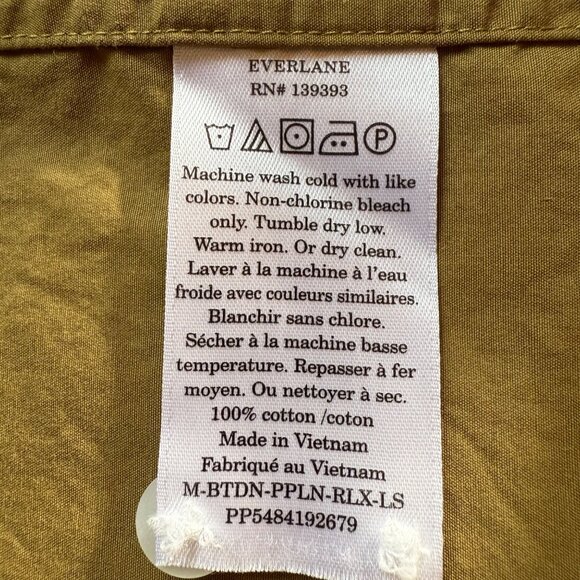 EVERLANE
RN# 139393
P
Machine wash cold with like
colors. Non-chlorine bleach
only. Tumble dry low.
Warm iron. Or dry clean.
Laver à la machine à l'eau
froide avec couleurs similaires.
Blanchir sans chlore.
Sécher à la machine basse
temperature. Repasser à fer
moyen. Ou nettoyer à sec.
100% cotton /coton
Made in Vietnam
Fabriqué au Vietnam
M-BTDN-PPLN-RLX-LS
PP5484192679